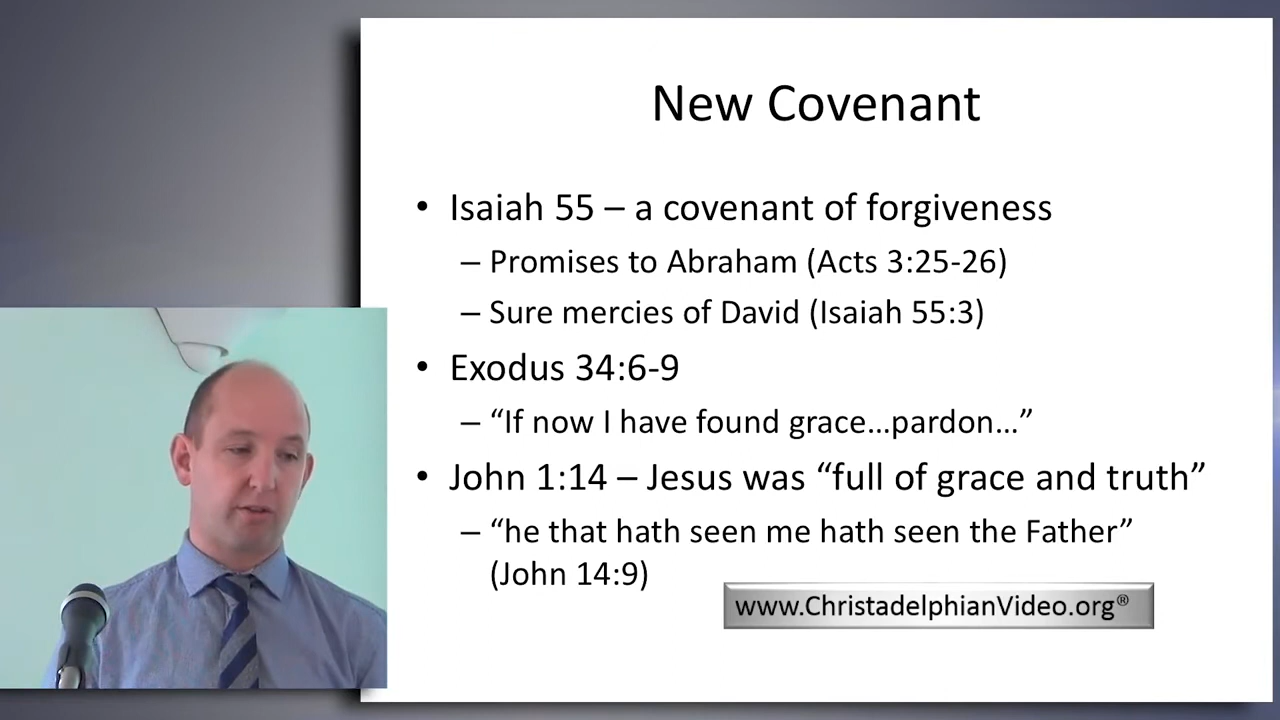 New Covenant
• Isaiah 55 – a covenant of forgiveness
– Promises to Abraham (Acts 3:25-26)
– Sure mercies of David (Isaiah 55:3)
• Exodus 34:6-9
– “If now I have found grace…pardon…”
• John 1:14 – Jesus was “full of grace and truth”
– “he that hath seen me hath seen the Father”
(John 14:9)
www.ChristadelphianVideo.org®